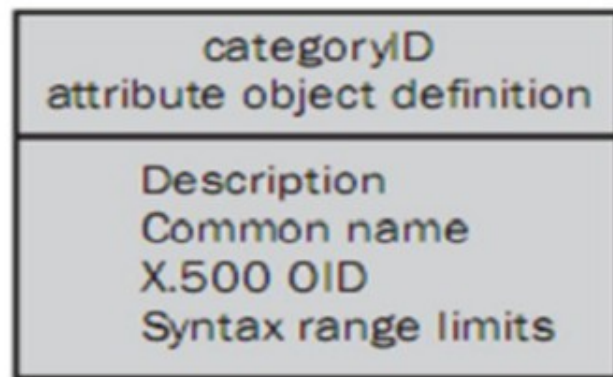 categoryID
attribute object definition
Description
Common name
X.500 OID
Syntax range limits